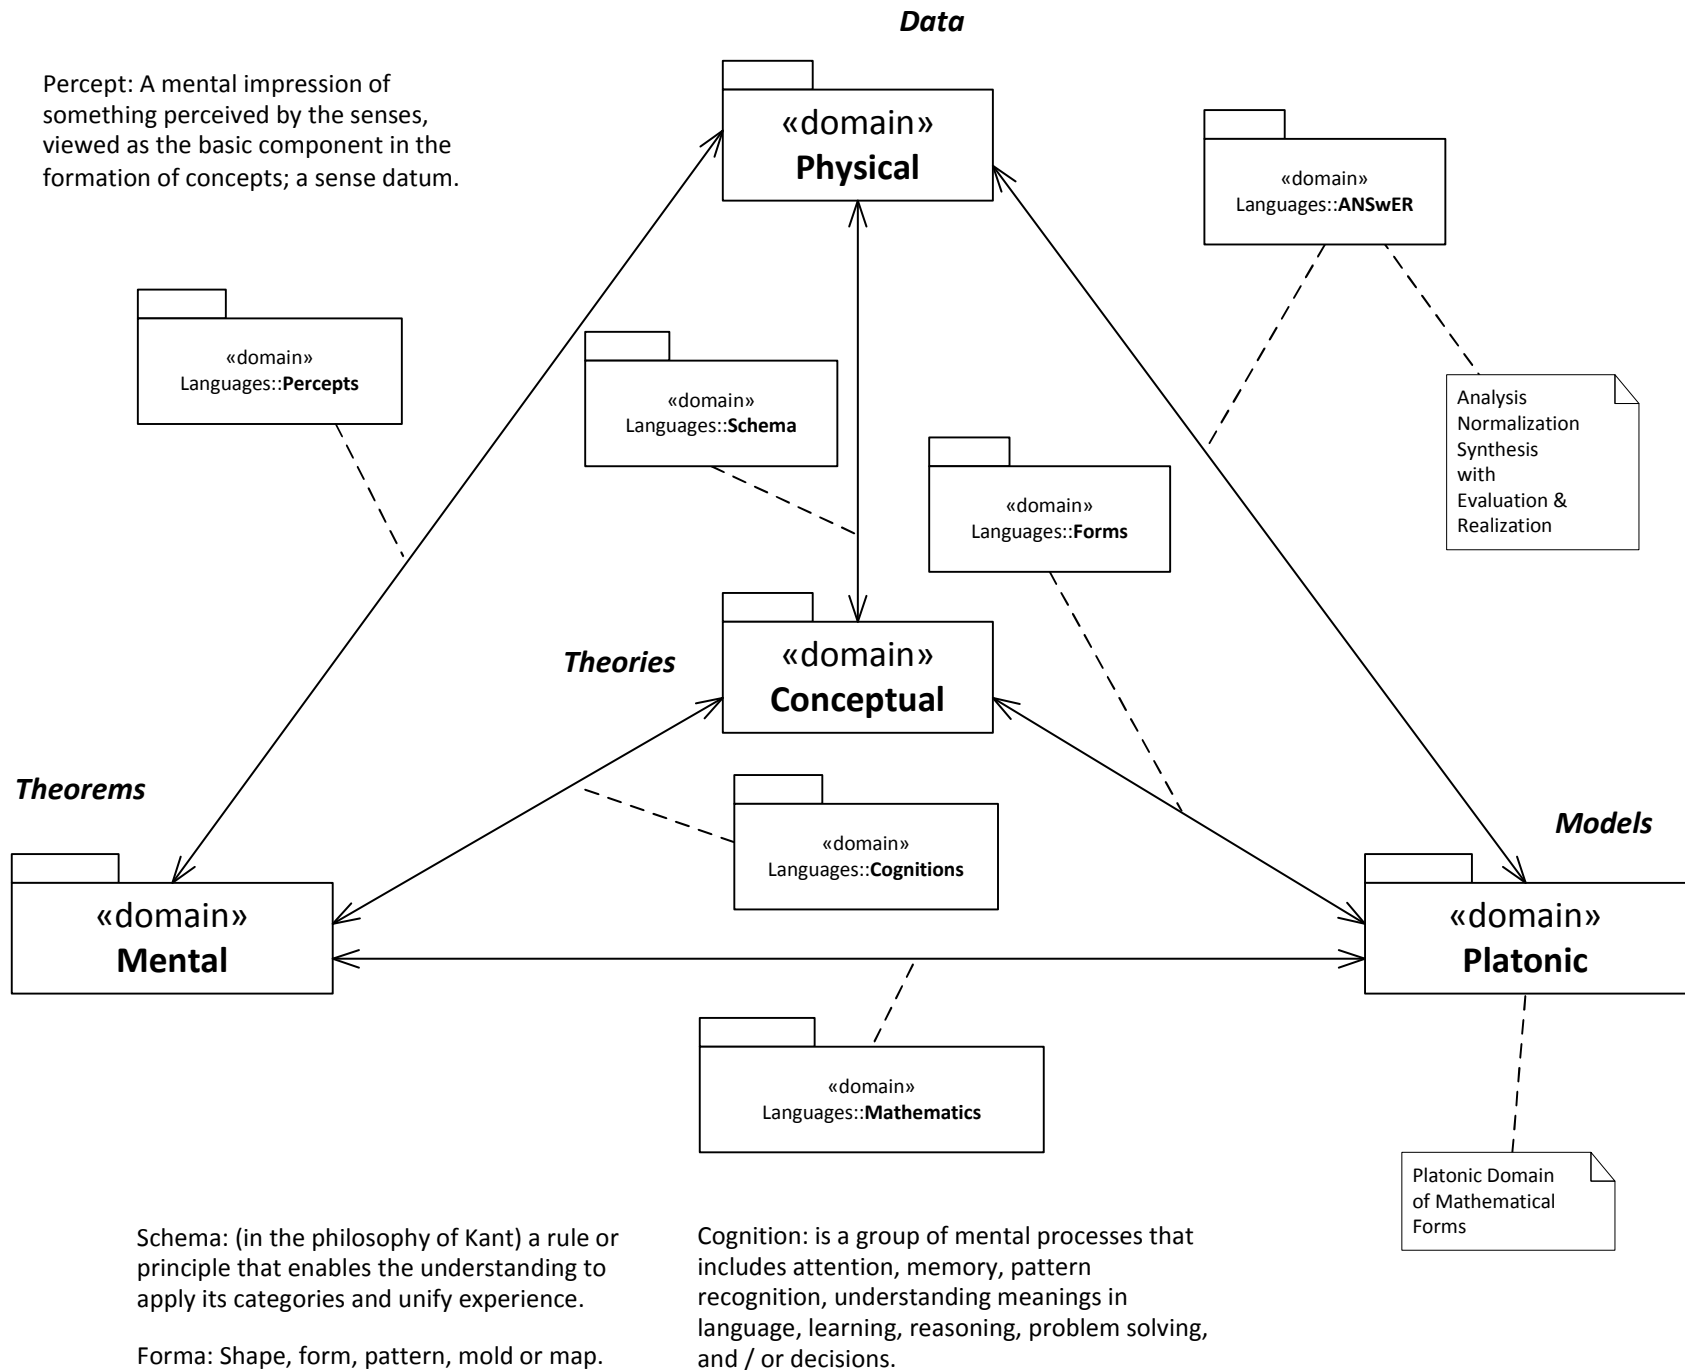 Data
Percept: A mental impression of
something perceived by the senses,
viewed as the basic component in the
formation of concepts; a sense datum.
«domain»
Physical
«domain»
Languages::ANSwER
«domain»
Languages::Percepts
«domain»
Languages::Schema
Analysis
Normalization
Synthesis
with
Evaluation &
Realization
«domain»
Languages::Forms
Theories
«domain»
Conceptual
Theorems
Models
«domain»
Languages::Cognitions
«domain»
Mental
«domain»
Platonic
«domain»
Languages::Mathematics
Platonic Domain
of Mathematical
Forms
Schema: (in the philosophy of Kant) a rule or
principle that enables the understanding to
apply its categories and unify experience.
Forma: Shape, form, pattern, mold or map.
Cognition: is a group of mental processes that
includes attention, memory, pattern
recognition, understanding meanings in
language, learning, reasoning, problem solving,
and / or decisions.